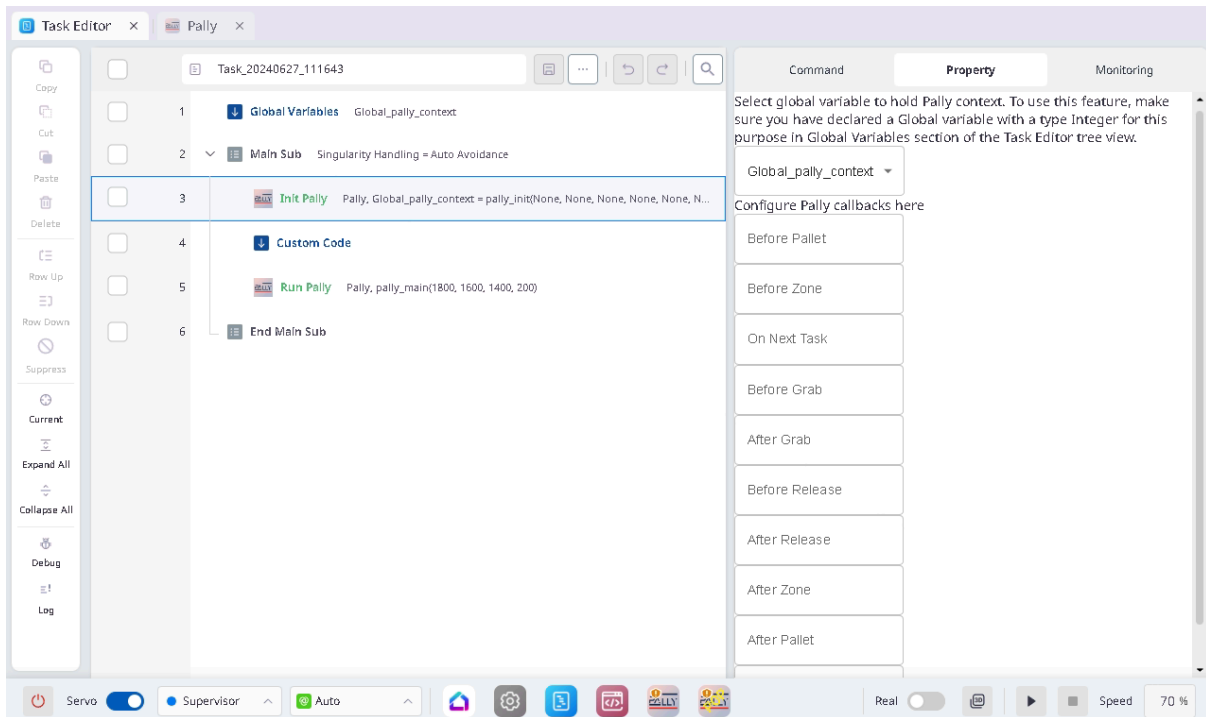 Task Editor
Pally
Copy
Cut
Paste
Delete
Row Up
Row Down
Suppress
Current
Expand All
Collapse All
Debug
Log
Task_20240627_111643
...
1 Global Variables Global_pally_context
2 Main Sub Singularity Handling = Auto Avoidance
3 Init Pally Pally, Global_pally_context = pally_init(None, None, None, None, None, N...
4 Custom Code
5 Run Pally Pally, pally_main(1800, 1600, 1400, 200)
6 End Main Sub
Command Property Monitoring
Select global variable to hold Pally context. To use this feature, make
sure you have declared a Global variable with a type Integer for this
purpose in Global Variables section of the Task Editor tree view.
Global_pally_context
Configure Pally callbacks here
Before Pallet
Before Zone
On Next Task
Before Grab
After Grab
Before Release
After Release
After Zone
After Pallet
Servo Supervisor Auto Real Speed 70 %